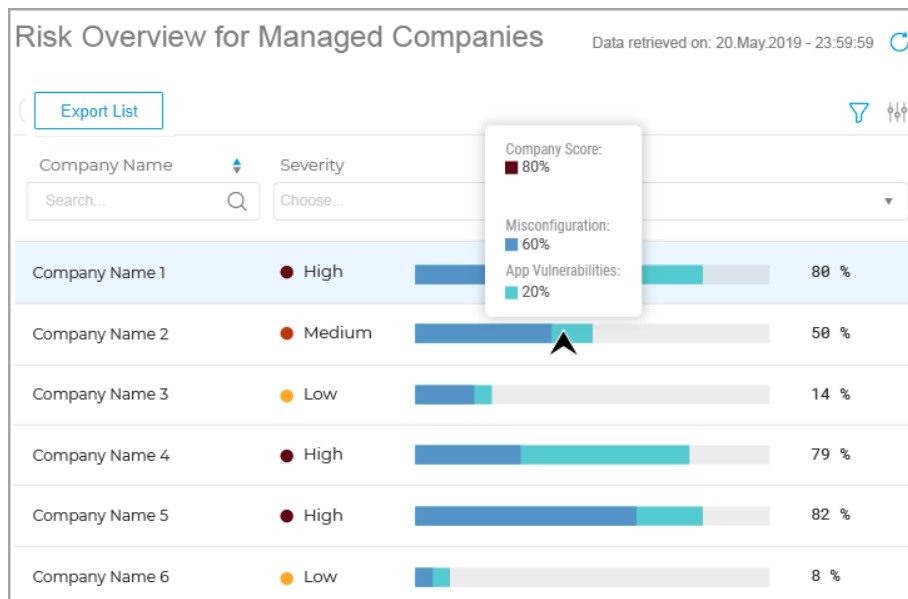 Risk Overview for Managed Companies
Data retrieved on: 20.May.2019 - 23:59:59
Export List
Company Name
Severity
Search...
Choose...
Company Score:
80%
Misconfiguration:
60%
App Vulnerabilities:
20%
Company Name 1 High 80 %
Company Name 2 Medium 50 %
Company Name 3 Low 14 %
Company Name 4 High 79 %
Company Name 5 High 82 %
Company Name 6 Low 8 %